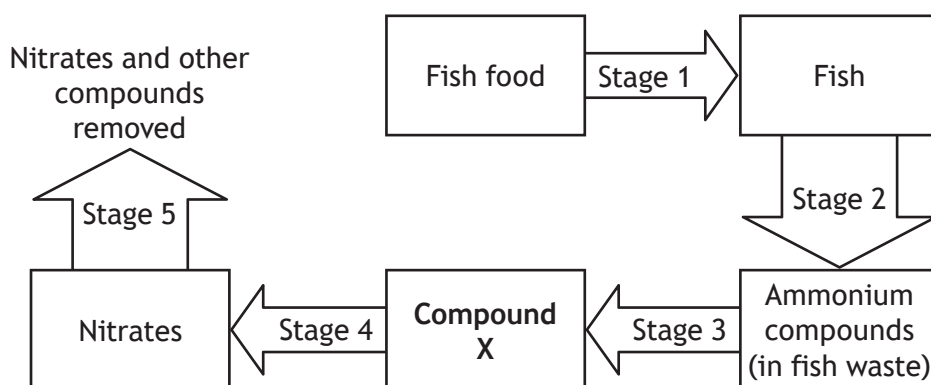 Nitrates and other
compounds
removed
Fish food
Stage 1
Fish
Stage 5
Stage 2
Nitrates
Stage 4
Compound
X
Stage 3
Ammonium
compounds
(in fish waste)